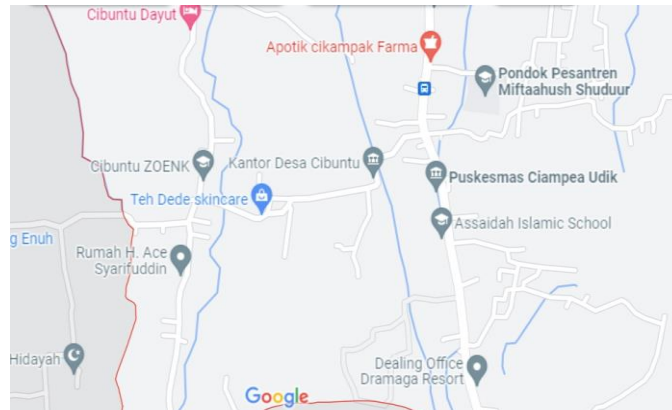 Cibuntu Dayut
Apotik cikampak Farma
Pondok Pesantren
Miftaahush Shuduur
Cibuntu ZOENK
Kantor Desa Cibuntu
Puskesmas Ciampea Udik
Teh Dede skincare
Assaidah Islamic School
g Enuh
Rumah H. Ace
Syarifuddin
Hidayah
Dealing Office
Dramaga Resort
Google